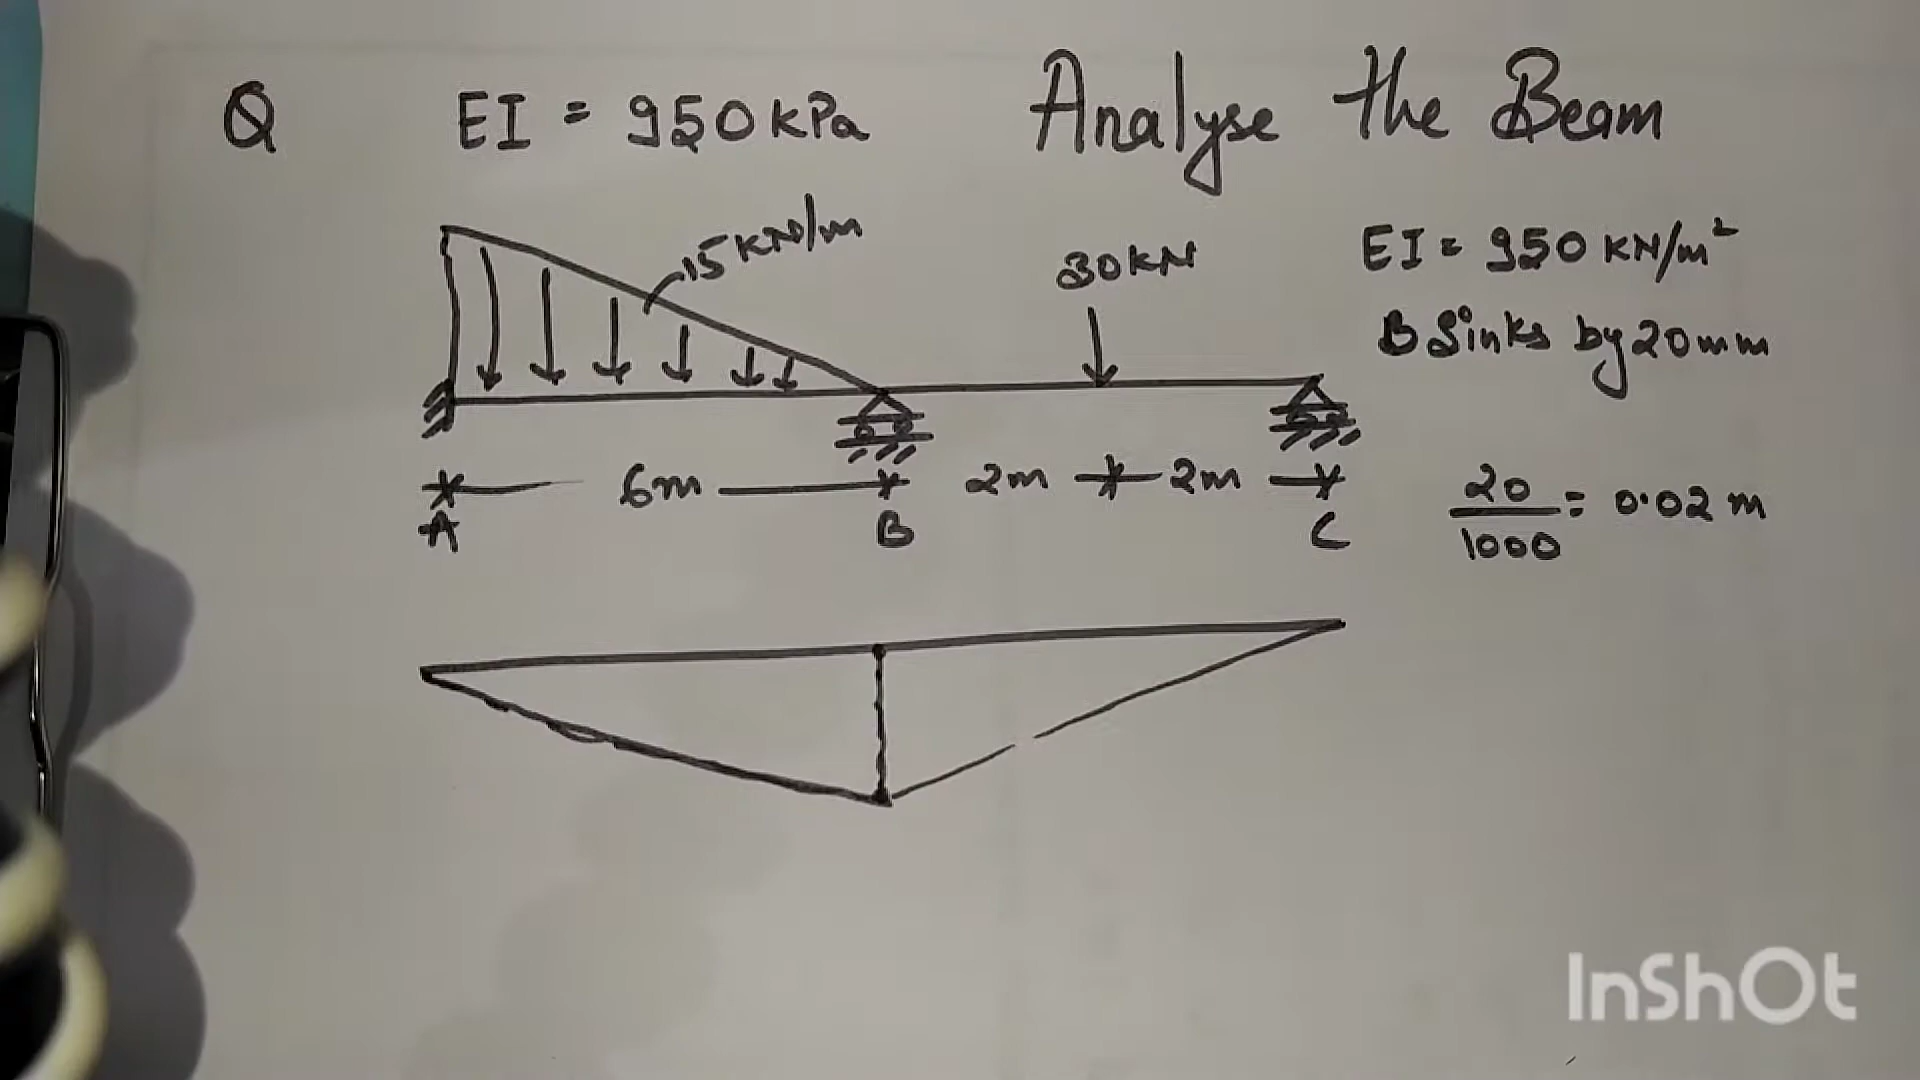 Q EI = 950 kPa Analyse the Beam
15 KN/m
30 KN
EI = 950 KN/m²
B Sinks by 20mm
6m 2m 2m
A B C
20/1000 = 0.02 m
InShOt